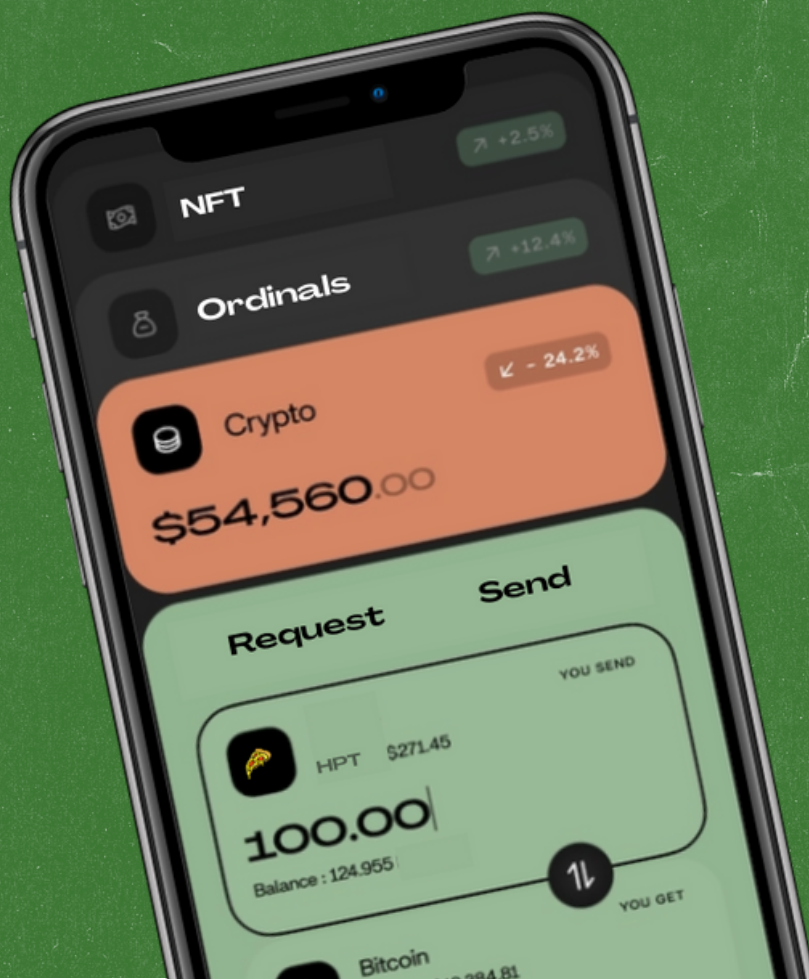 NFT
+2.5%
Ordinals
+12.4%
Crypto
- 24.2%
$54,560.00
Request
Send
YOU SEND
HPT
$271.45
100.00
Balance : 124.955
YOU GET
Bitcoin